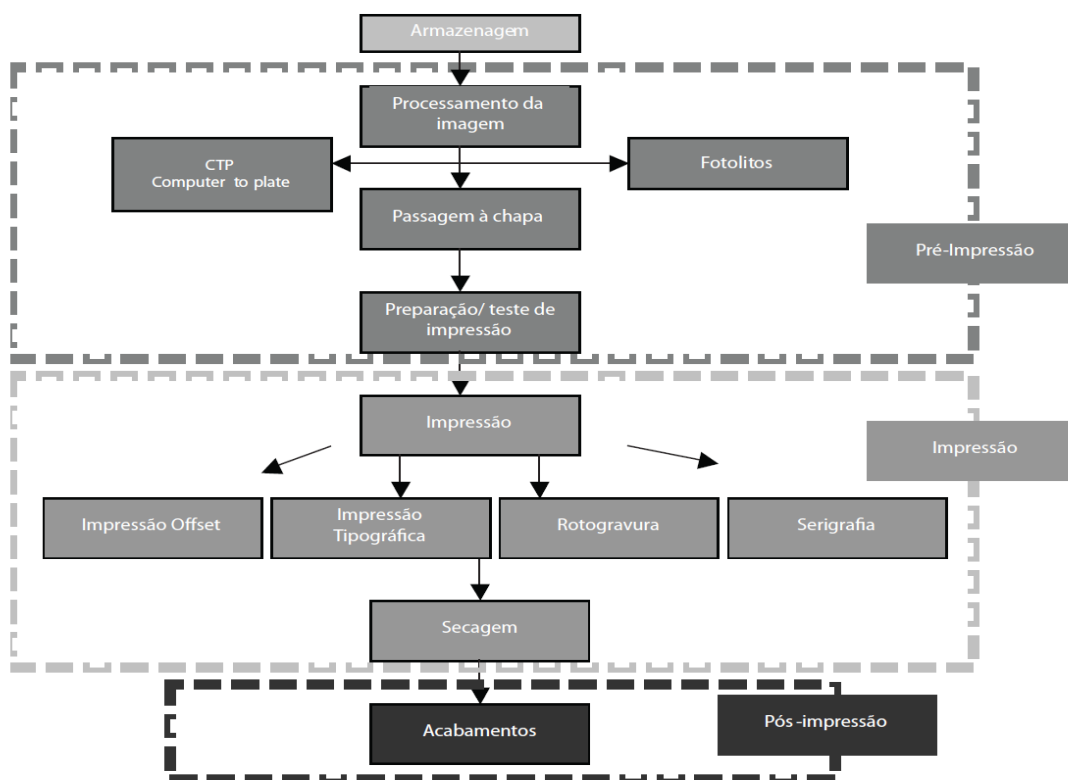 Armazenagem
Processamento da
imagem
CTP
Computer to plate
Fotolitos
Passagem à chapa
Pré-Impressão
Preparação/ teste de
impressão
Impressão
Impressão
Impressão Offset
Impressão
Tipográfica
Rotogravura
Serigrafia
Secagem
Acabamentos
Pós-impressão